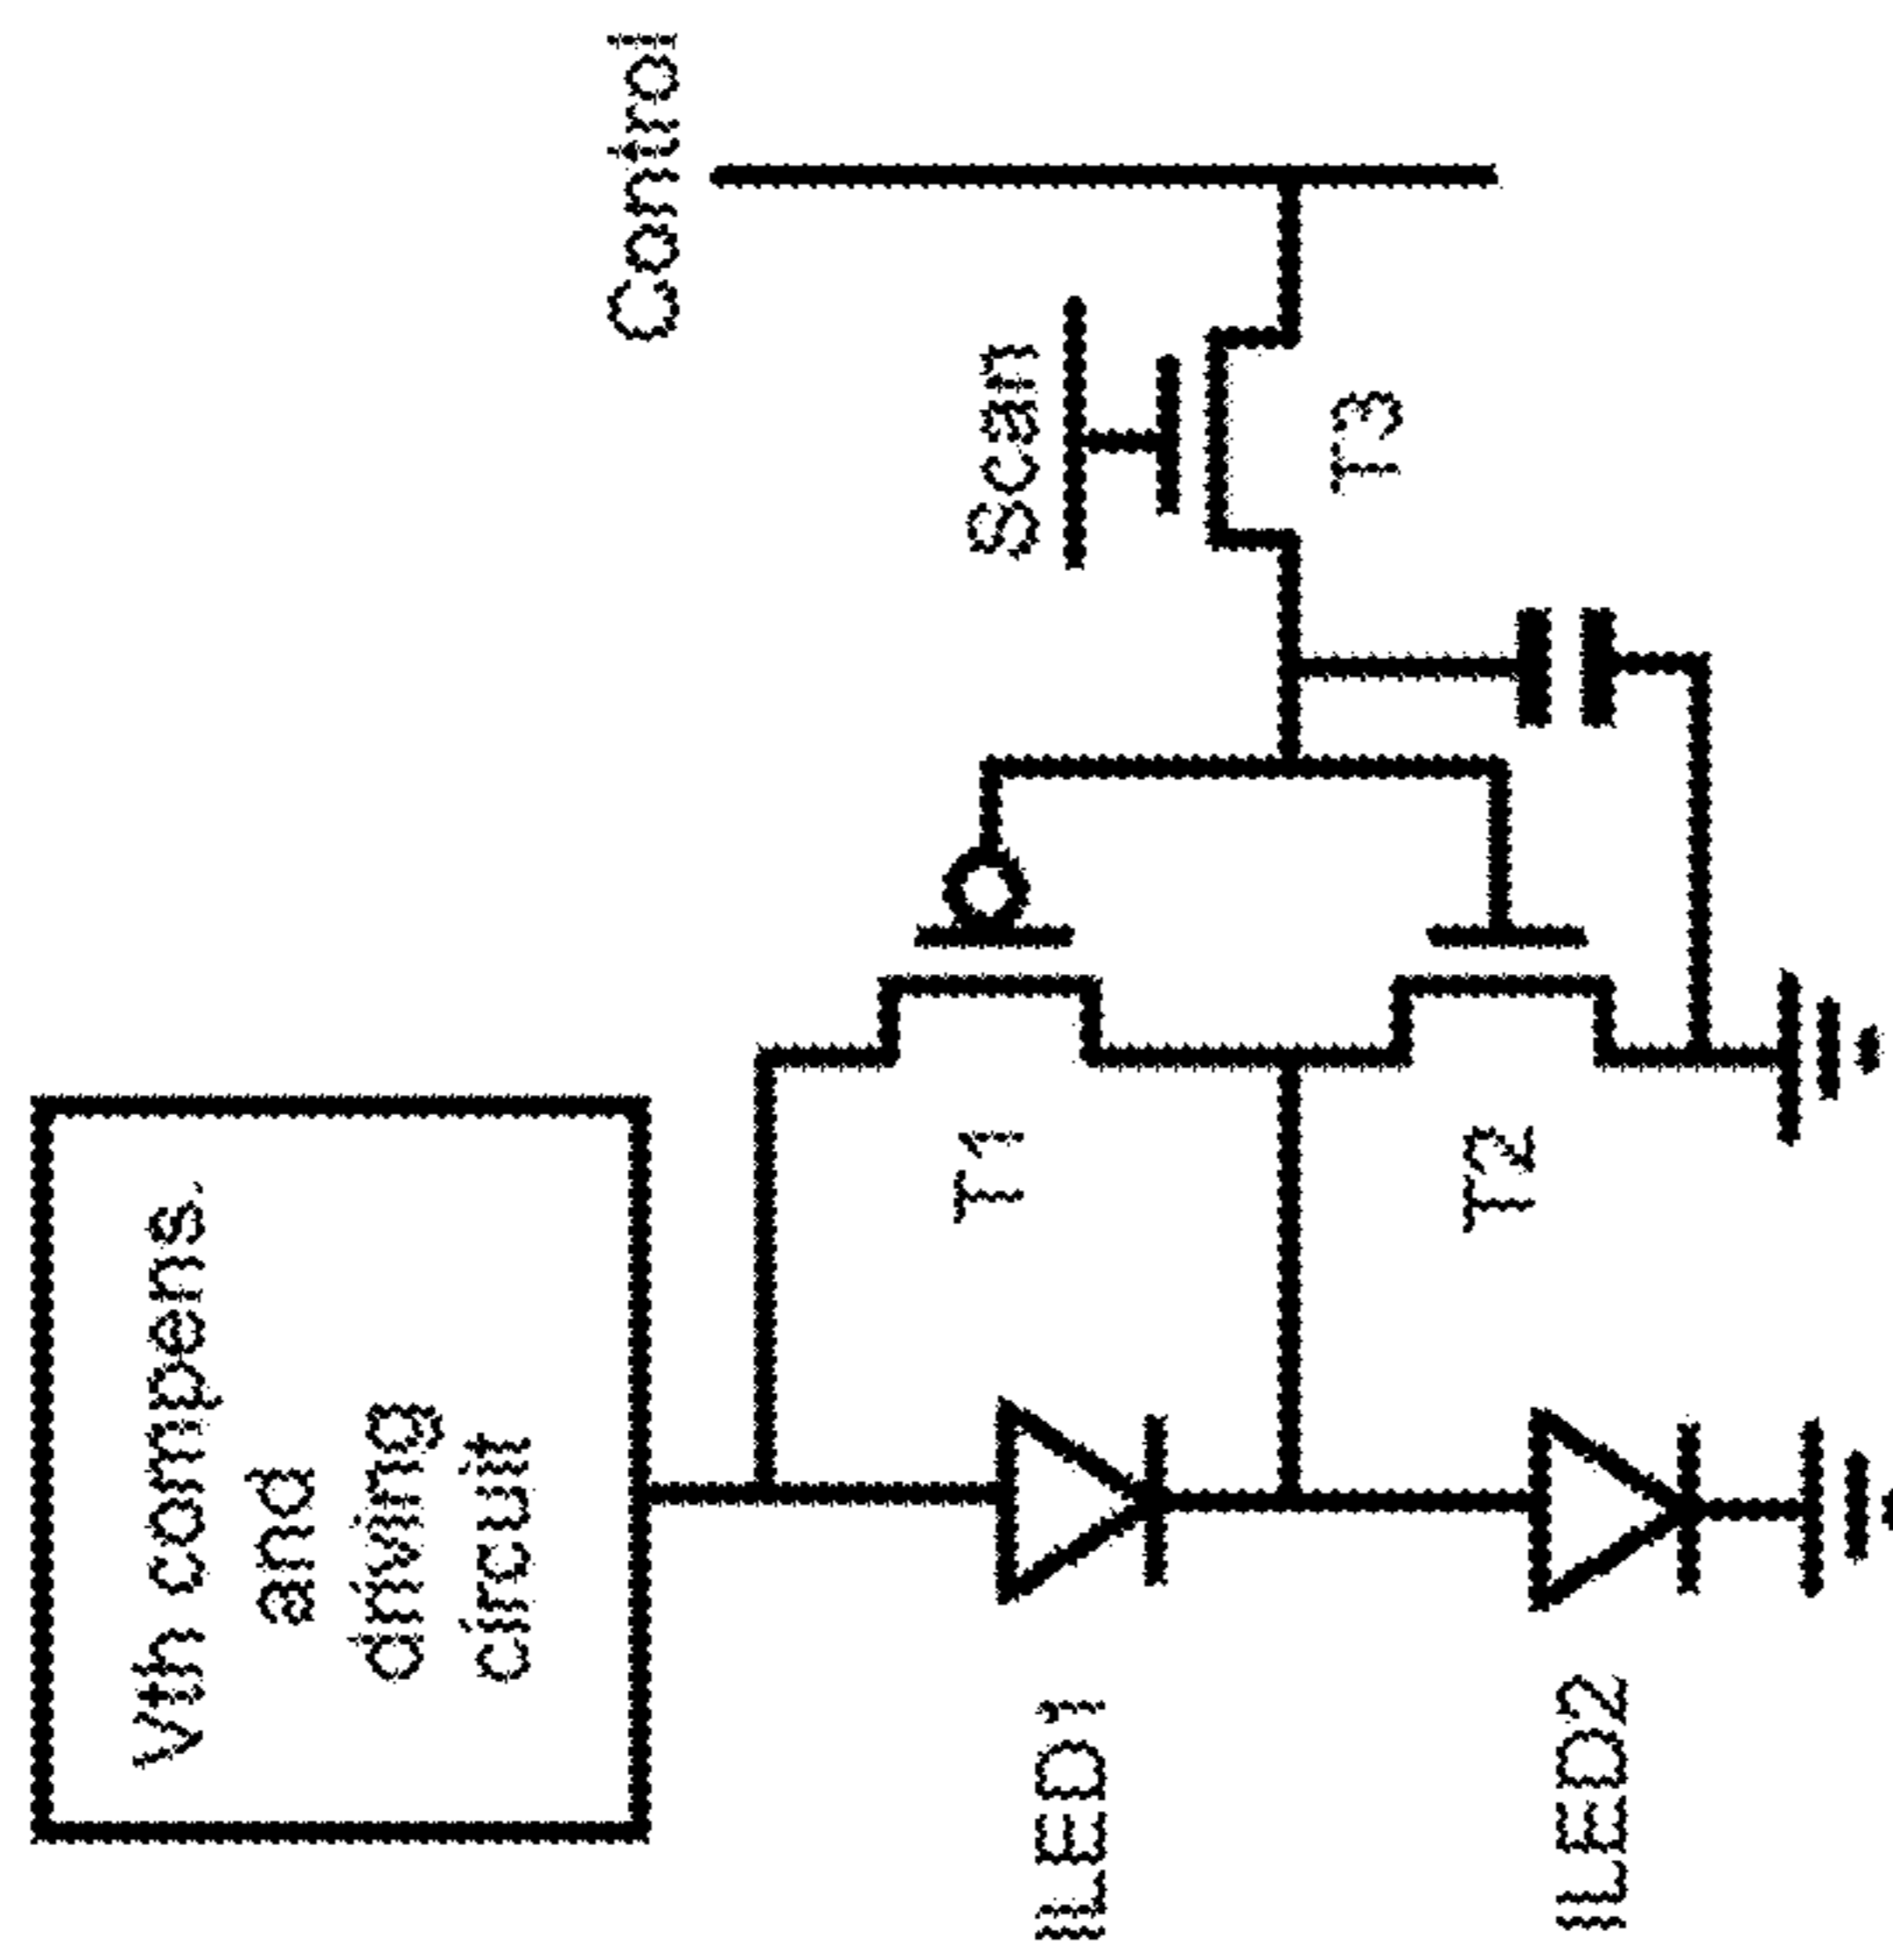 Vth compens.
and
driving
circuit
ILED1
ILED2
T1
T2
Scan
T3
Control